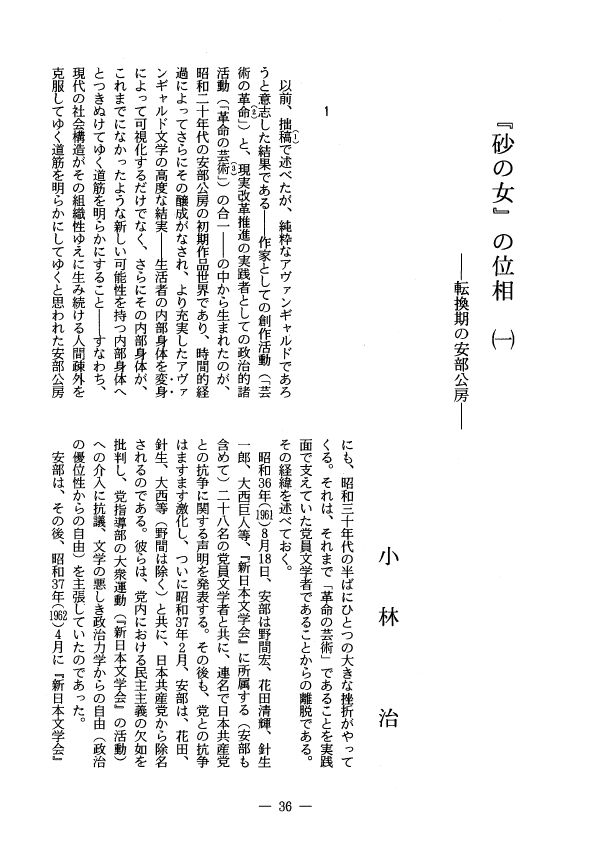 『砂の女』の位相　㈠
――転換期の安部公房――
小林　治
1
以前、拙稿(1)で述べたが、純粋なアヴァンギャルドであろ
うと意志した結果である――作家としての創作活動（「芸
術の革命(2)」）と、現実改革推進の実践者としての政治的諸
活動（「革命の芸術(3)」）の合一――の中から生まれたのが、
昭和二十年代の安部公房の初期作品世界であり、時間的経
過によってさらにその醸成がなされ、より充実したアヴァ
ンギャルド文学の高度な結実――生活者の内部身体を変身
によって可視化するだけでなく、さらにその内部身体が、
これまでになかったような新しい可能性を持つ内部身体へ
とつきぬけてゆく道筋を明らかにすること――すなわち、
現代の社会構造がその組織性ゆえに生み続ける人間疎外を
克服してゆく道筋を明らかにしてゆくと思われた安部公房
にも、昭和三十年代の半ばにひとつの大きな挫折がやって
くる。それは、それまで「革命の芸術」であることを実践
面で支えていた党員文学者であることからの離脱である。
その経緯を述べておく。
昭和36年(1961)8月18日、安部は野間宏、花田清輝、針生
一郎、大西巨人等、『新日本文学会』に所属する（安部も
含めて）二十八名の党員文学者と共に、連名で日本共産党
との抗争に関する声明を発表する。その後も、党との抗争
はますます激化し、ついに昭和37年2月、安部は、花田、
針生、大西等（野間は除く）と共に、日本共産党から除名
されるのである。彼らは、党内における民主主義の欠如を
批判し、党指導部の大衆運動（『新日本文学会』の活動）
への介入に抗議、文学の悪しき政治力学からの自由（政治
の優位性からの自由）を主張していたのであった。
安部は、その後、昭和37年(1962)4月に『新日本文学会』
― 36 ―